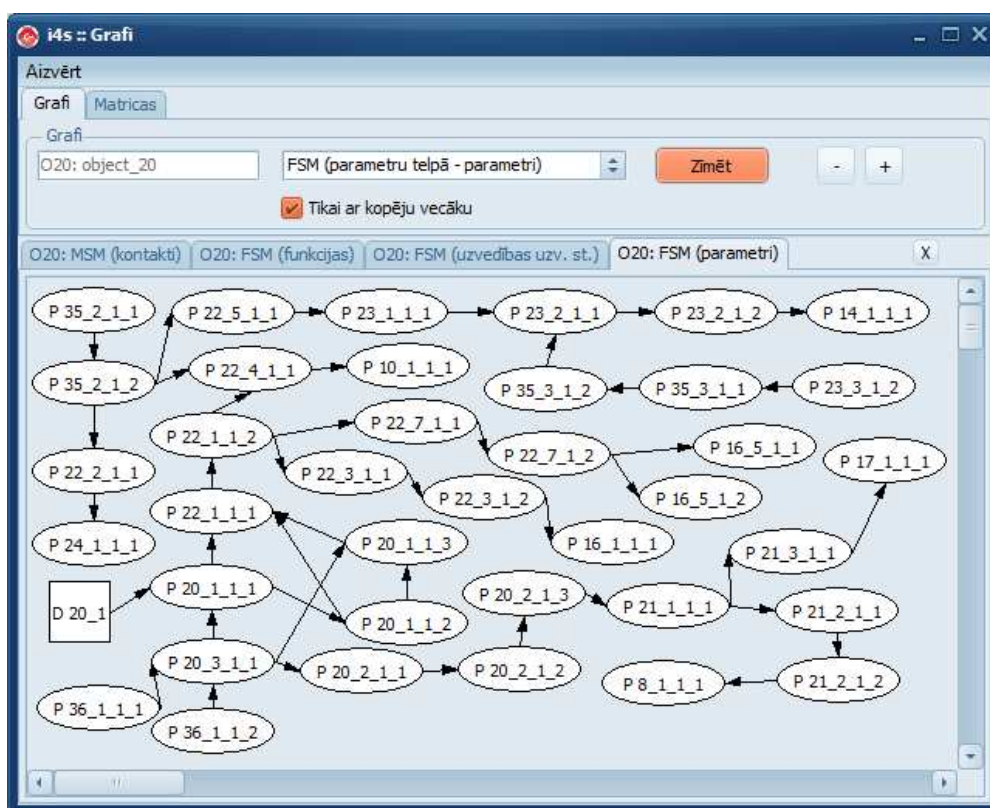 i4s :: Grafi
Aizvērt
Grafi Matricas
Grafi
O20: object_20 FSM (parametru telpā - parametri) Zīmēt - +
Tikai ar kopēju vecāku
O20: MSM (kontakti) O20: FSM (funkcijas) O20: FSM (uzvedības uzv. st.) O20: FSM (parametri) X
P 35_2_1_1 P 22_5_1_1 P 23_1_1_1 P 23_2_1_1 P 23_2_1_2 P 14_1_1_1
P 35_2_1_2 P 22_4_1_1 P 10_1_1_1 P 35_3_1_2 P 35_3_1_1 P 23_3_1_2
P 22_1_1_2 P 22_7_1_1 P 22_7_1_2 P 16_5_1_1 P 17_1_1_1
P 22_2_1_1 P 22_3_1_1 P 22_3_1_2 P 16_5_1_2
P 22_1_1_1
P 24_1_1_1 P 20_1_1_3 P 16_1_1_1 P 21_3_1_1
D 20_1 P 20_1_1_1 P 20_2_1_3 P 21_1_1_1 P 21_2_1_1
P 20_1_1_2
P 20_3_1_1 P 20_2_1_1 P 20_2_1_2 P 8_1_1_1 P 21_2_1_2
P 36_1_1_1
P 36_1_1_2